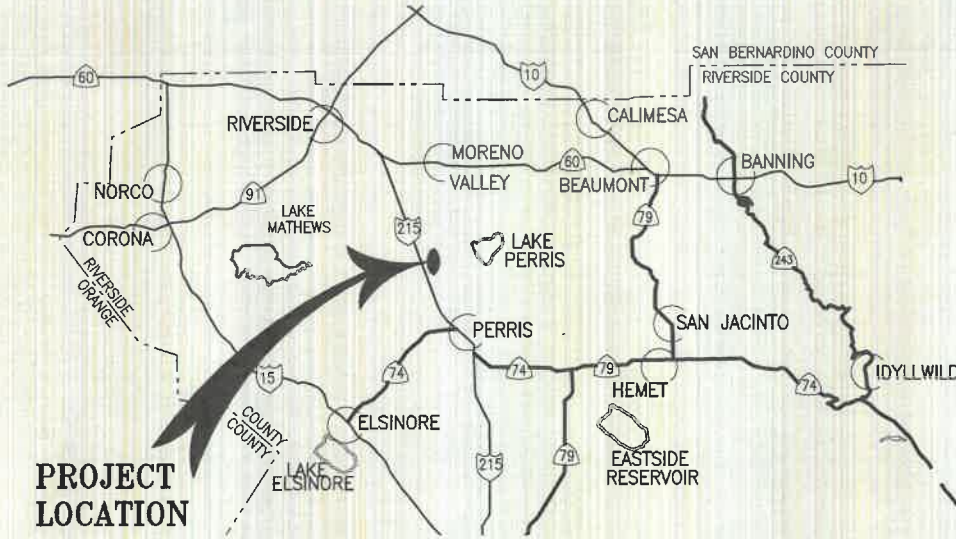 SAN BERNARDINO COUNTY
RIVERSIDE COUNTY
60
10
CALIMESA
RIVERSIDE
MORENO
VALLEY
60
BEAUMONT
BANNING
10
NORCO
91
LAKE
MATHEWS
CORONA
215
LAKE
PERRIS
79
243
RIVERSIDE
ORANGE
PERRIS
SAN JACINTO
15
74
74
79
HEMET
74
IDYLLWILD
COUNTY
COUNTY
ELSINORE
LAKE
ELSINORE
215
79
EASTSIDE
RESERVOIR
PROJECT
LOCATION